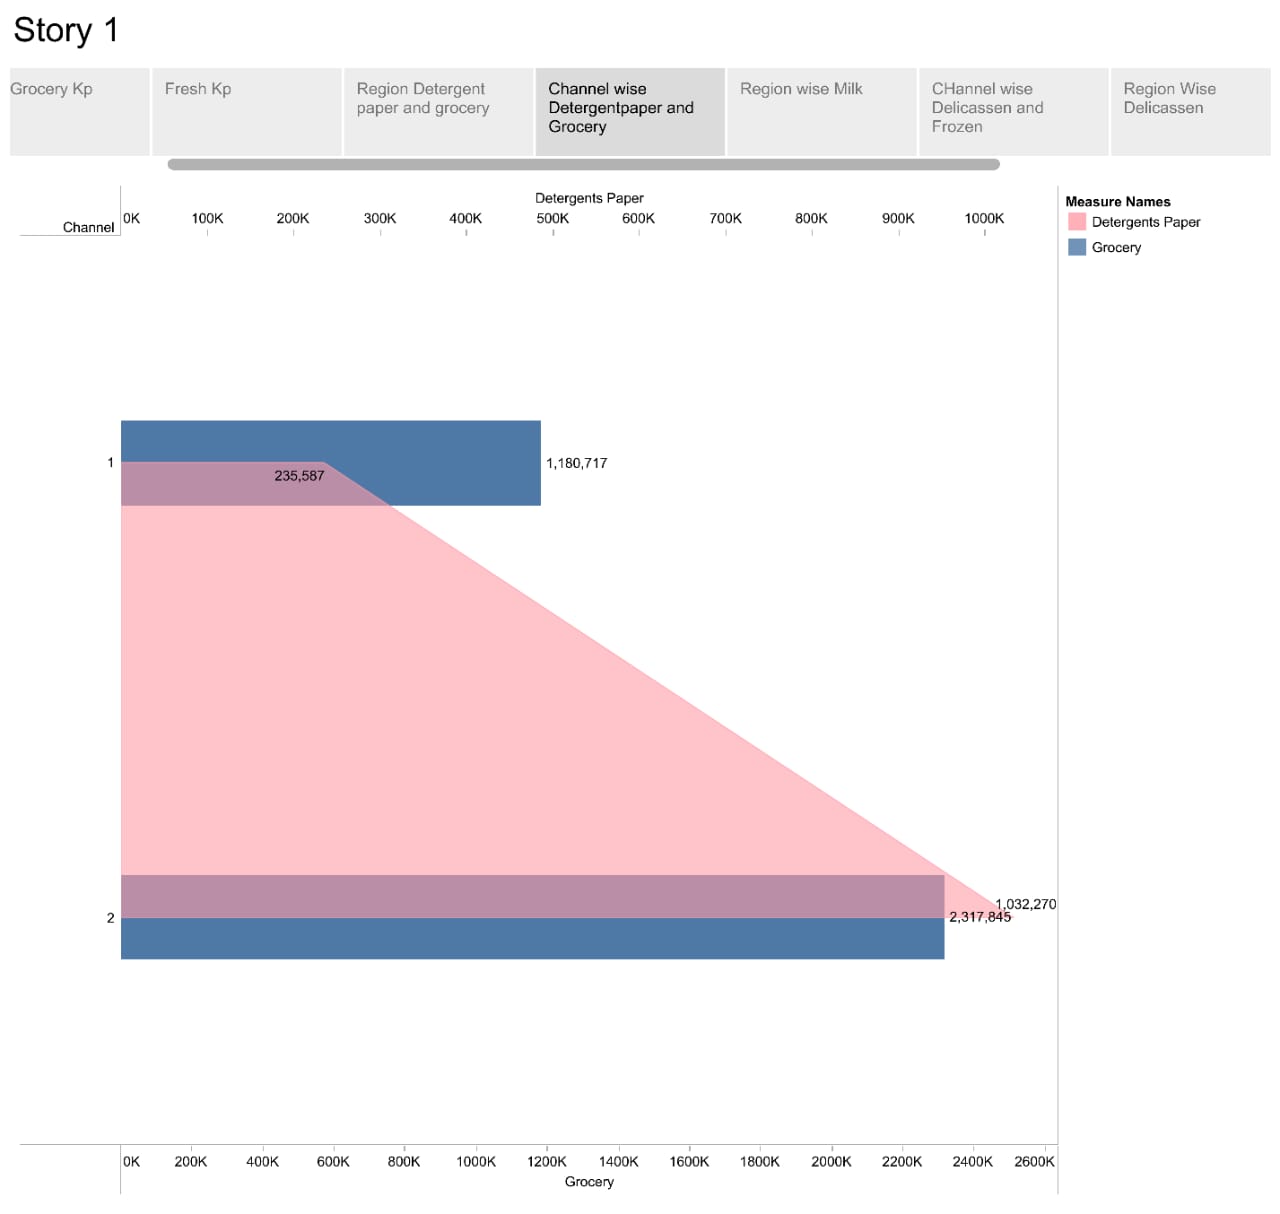 Story 1
Grocery Kp
Fresh Kp
Region Detergent
paper and grocery
Channel wise
Detergentpaper and
Grocery
Region wise Milk
CHannel wise
Delicassen and
Frozen
Region Wise
Delicassen
Detergents Paper
Channel
0K 100K 200K 300K 400K 500K 600K 700K 800K 900K 1000K
Measure Names
Detergents Paper
Grocery
1
235,587
1,180,717
2
1,032,270
2,317,845
0K 200K 400K 600K 800K 1000K 1200K 1400K 1600K 1800K 2000K 2200K 2400K 2600K
Grocery